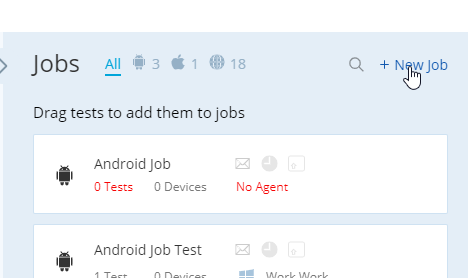 Jobs All 3 1 18 + New Job
Drag tests to add them to jobs
Android Job 0
0 Tests 0 Devices No Agent
Android Job Test 0
1 Test 0 Devices Work Work